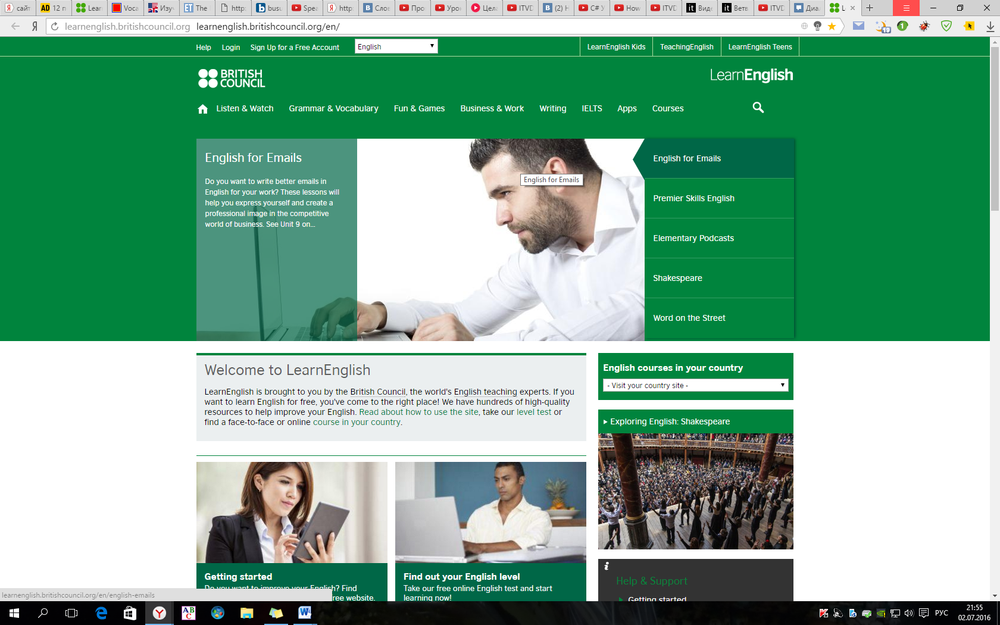 сайт
12 п
Lear
Voca
Изуч
The
http:
busu
Spea
http:
Слов
Про
Уро
Цел
ITVD
(2) Н
C# У
How
ITVD
Вид
Ветв
ITVD
Диа
L
learnenglish.britishcouncil.org learnenglish.britishcouncil.org/en/
19
1
Help Login Sign Up for a Free Account English LearnEnglish Kids TeachingEnglish LearnEnglish Teens
BRITISH
COUNCIL
LearnEnglish
Listen & Watch Grammar & Vocabulary Fun & Games Business & Work Writing IELTS Apps Courses
English for Emails
Do you want to write better emails in
English for your work? These lessons will
help you express yourself and create a
professional image in the competitive
world of business. See Unit 9 on...
English for Emails
English for Emails
Premier Skills English
Elementary Podcasts
Shakespeare
Word on the Street
Welcome to LearnEnglish
LearnEnglish is brought to you by the British Council, the world's English teaching experts. If you
want to learn English for free, you've come to the right place! We have hundreds of high-quality
resources to help improve your English. Read about how to use the site, take our level test or
find a face-to-face or online course in your country.
English courses in your country
- Visit your country site -
Exploring English: Shakespeare
Getting started
Do you want to improve your English? Find
ree website.
Find out your English level
Take our free online English test and start
learning now!
Help & Support
Getting started
learnenglish.britishcouncil.org/en/english-emails
РУС
21:55
02.07.2016